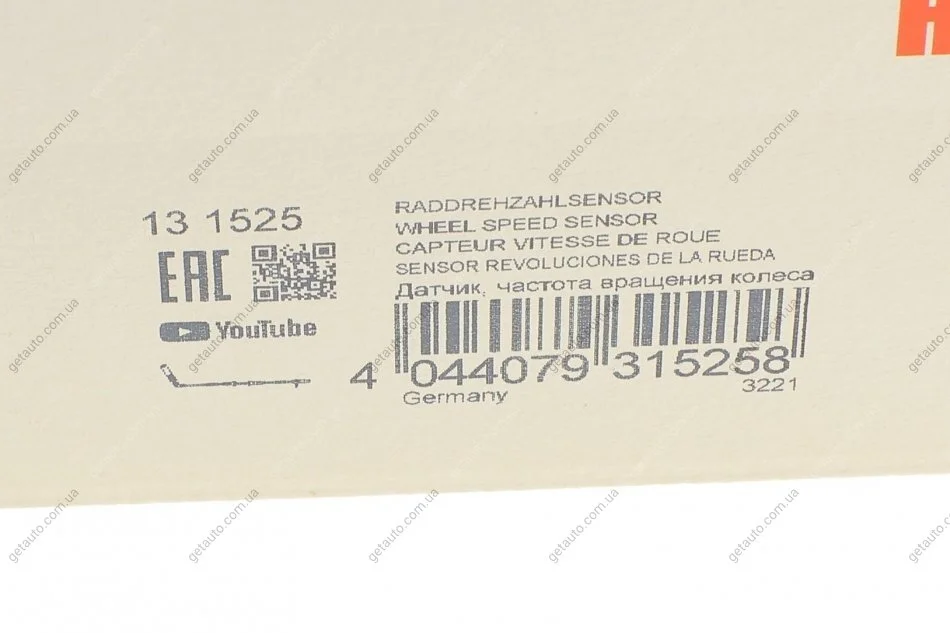 13 1525
EAC
YouTube
RADDREHZAHLSENSOR
WHEEL SPEED SENSOR
CAPTEUR VITESSE DE ROUE
SENSOR REVOLUCIONES DE LA RUEDA
Датчик, частота вращения колеса
4 044079 315258
3221
Germany
getauto.com.ua